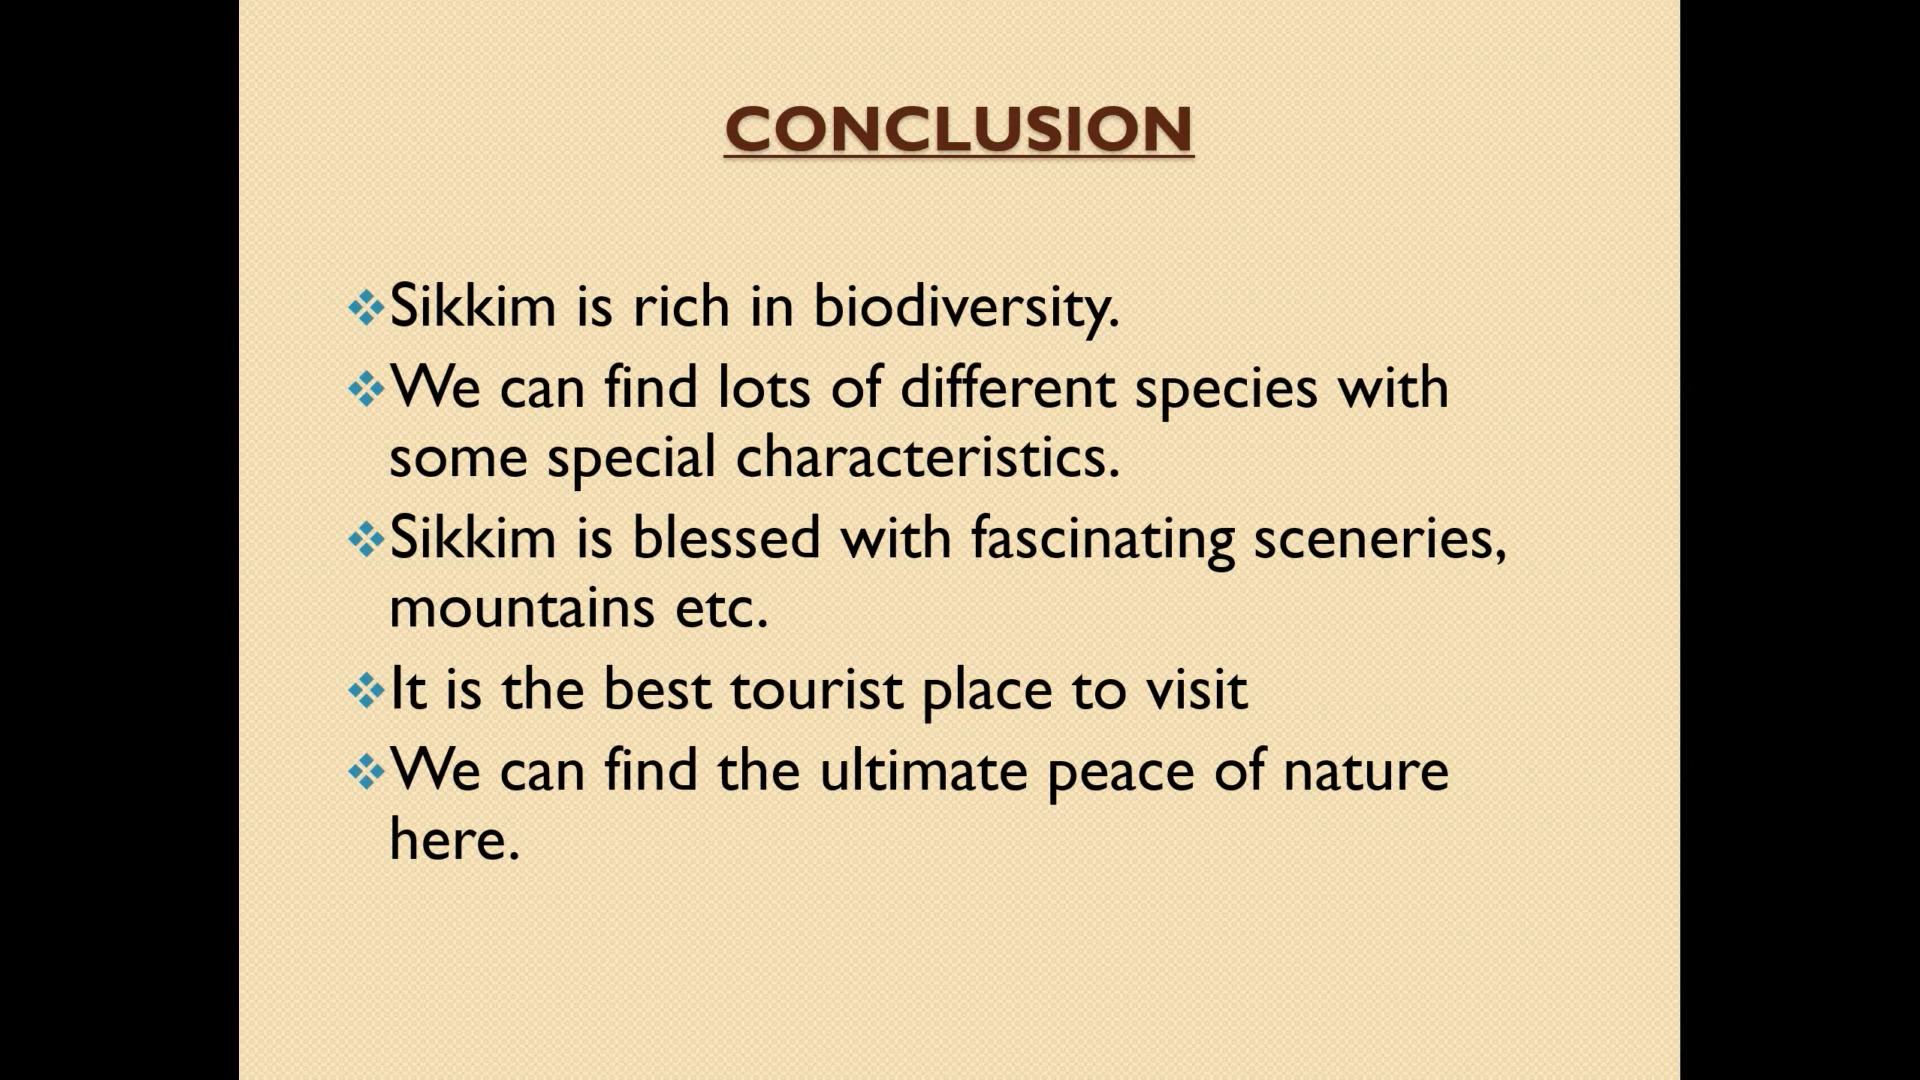 CONCLUSION
❖Sikkim is rich in biodiversity.
❖We can find lots of different species with
some special characteristics.
❖Sikkim is blessed with fascinating sceneries,
mountains etc.
❖It is the best tourist place to visit
❖We can find the ultimate peace of nature
here.